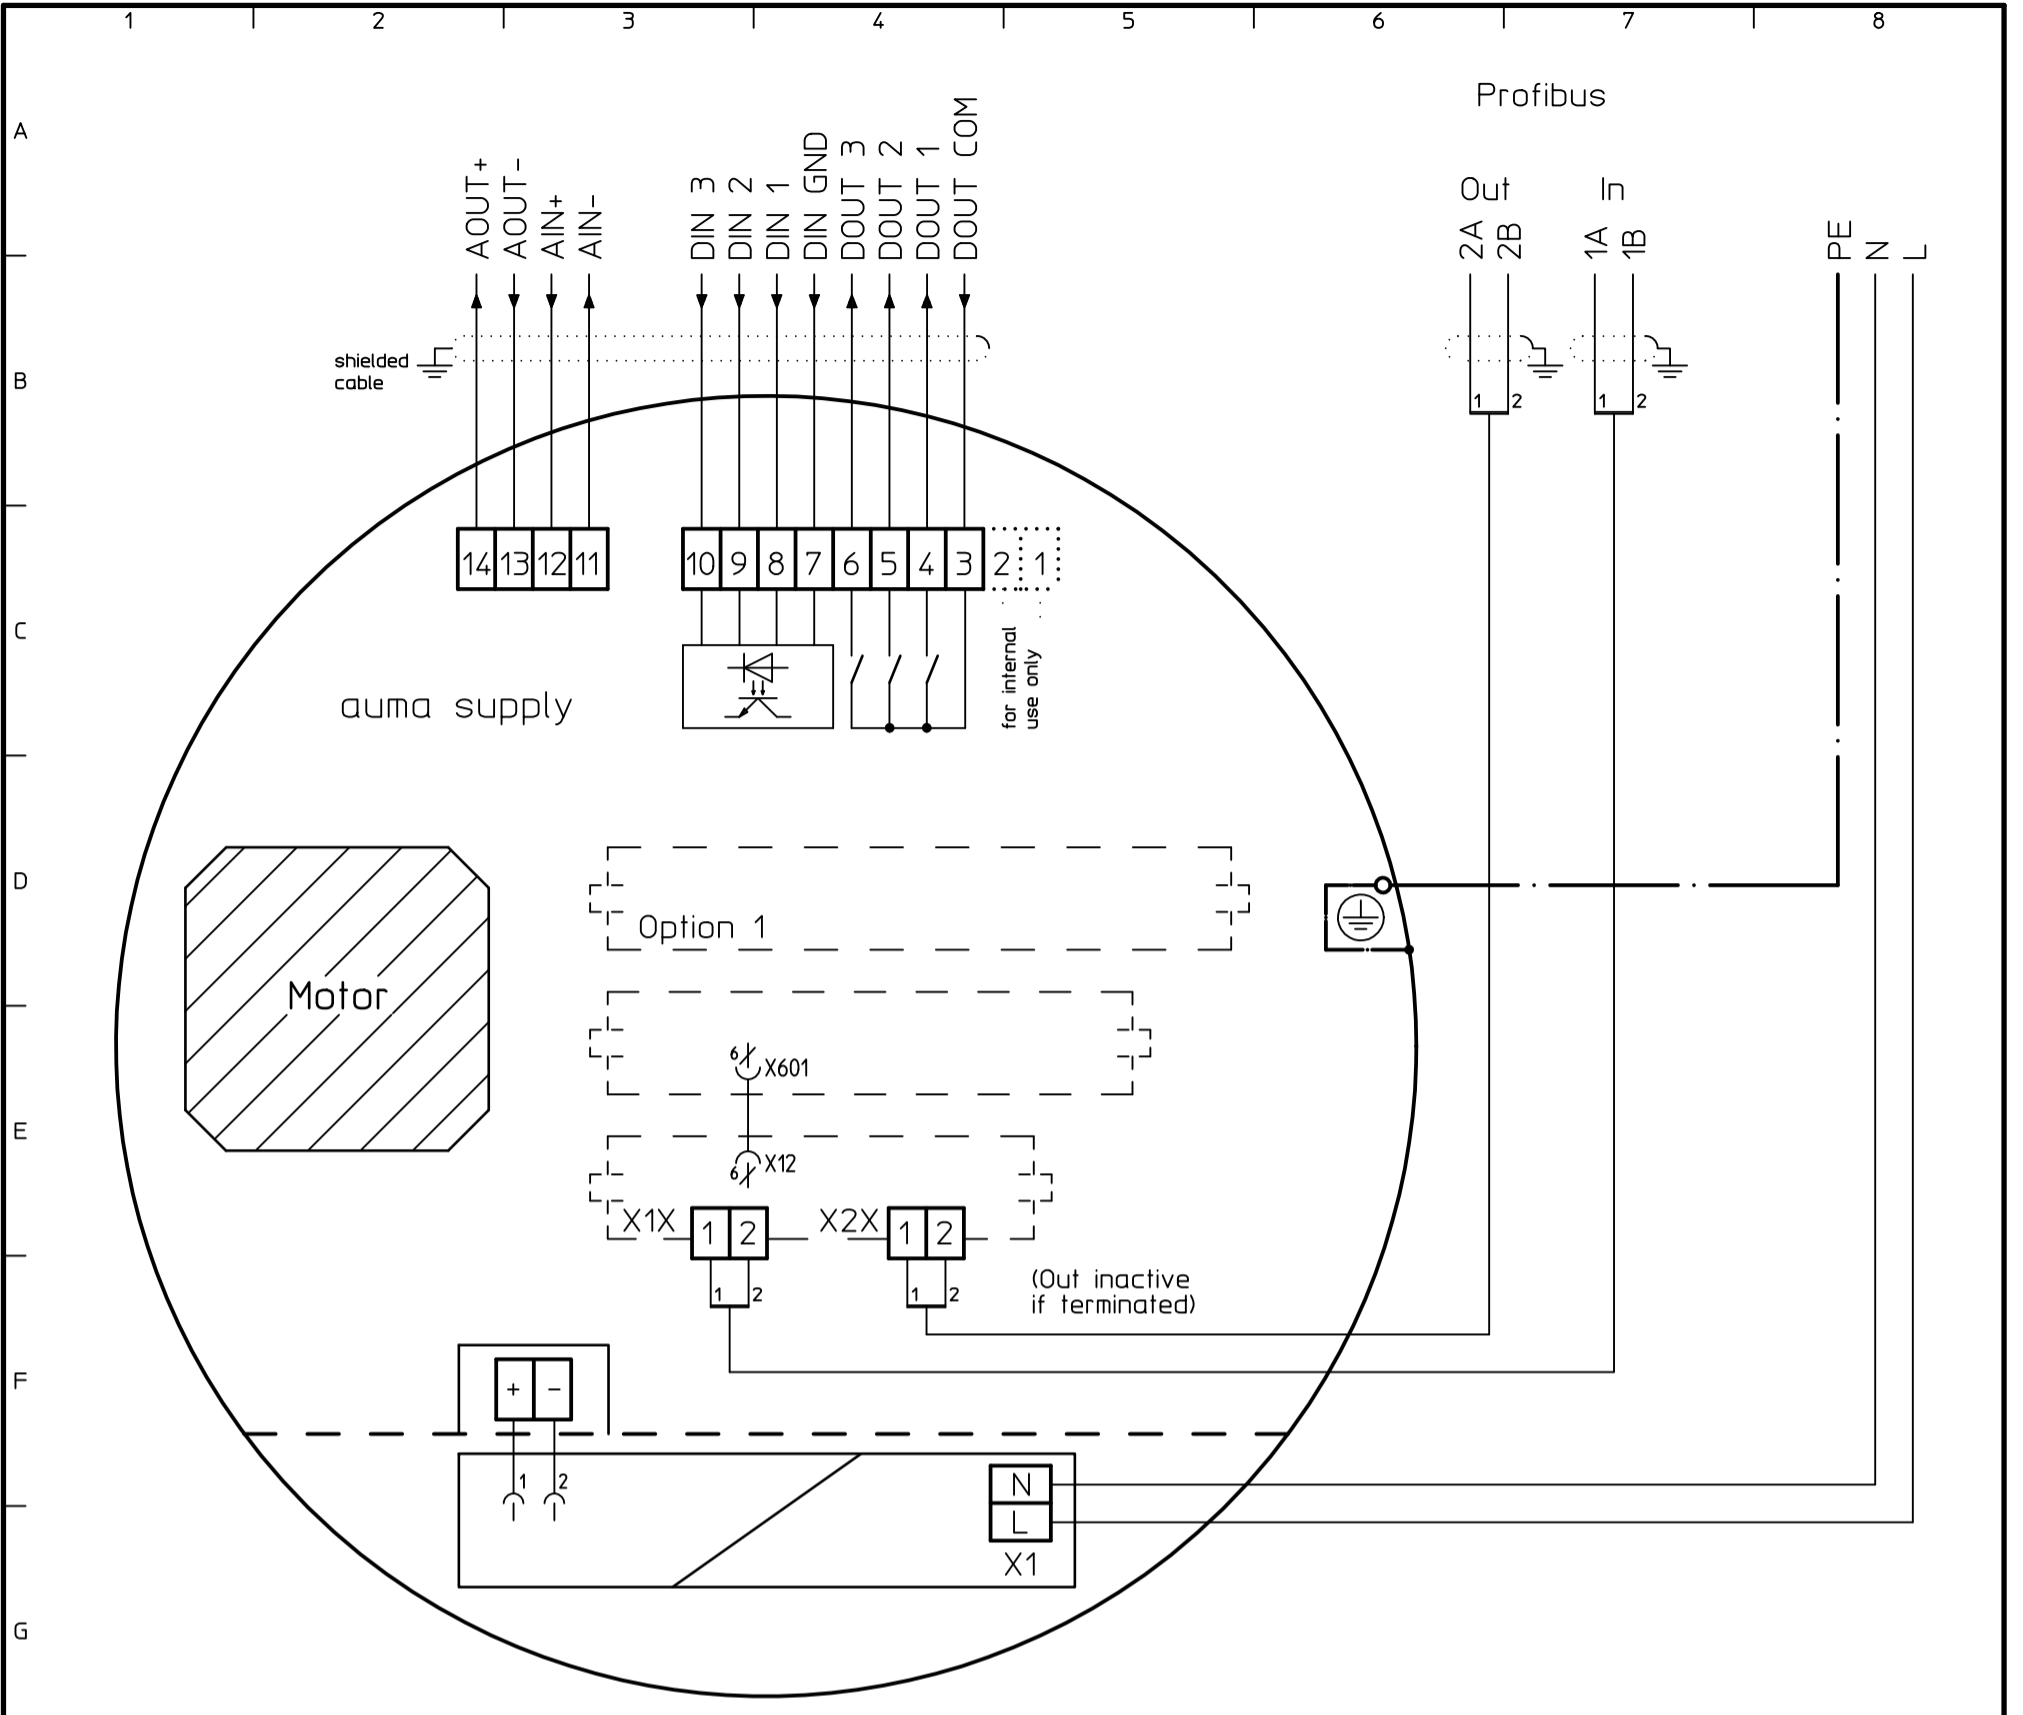 1 2 3 4 5 6 7 8
Profibus
A
AOUT+
AOUT-
AIN+
AIN-
DIN 3
DIN 2
DIN 1
DIN GND
DOUT 3
DOUT 2
DOUT 1
DOUT COM
Out In
2A
2B
1A
1B
PE
N
L
shielded
cable
B
1 2 1 2
14 13 12 11 10 9 8 7 6 5 4 3 2 1
C
for internal
use only
auma supply
D
Option 1
Motor
6 X601
E
6 X12
X1X 1 2 X2X 1 2
1 2 1 2
(Out inactive
if terminated)
F
+ -
1 2
N
L
X1
G